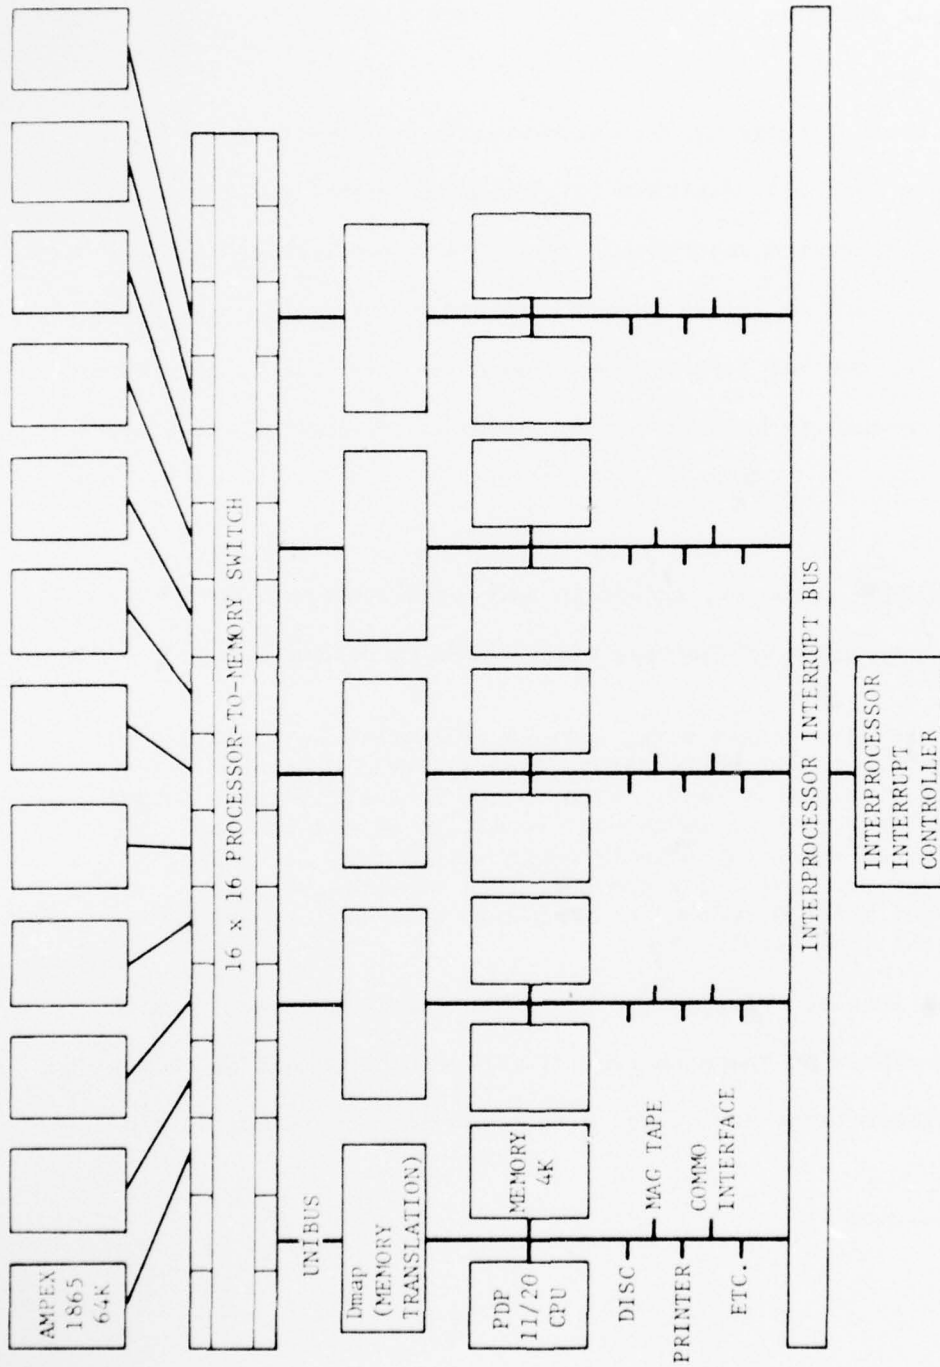 AMPEX
1865
64K
16 x 16 PROCESSOR-TO-MEMORY SWITCH
UNIBUS
Dmap
(MEMORY
TRANSLATION)
PDP
11/20
CPU
MEMORY
4K
DISC
MAG TAPE
PRINTER
COMMO
INTERFACE
ETC.
INTERPROCESSOR INTERRUPT BUS
INTERPROCESSOR
INTERRUPT
CONTROLLER